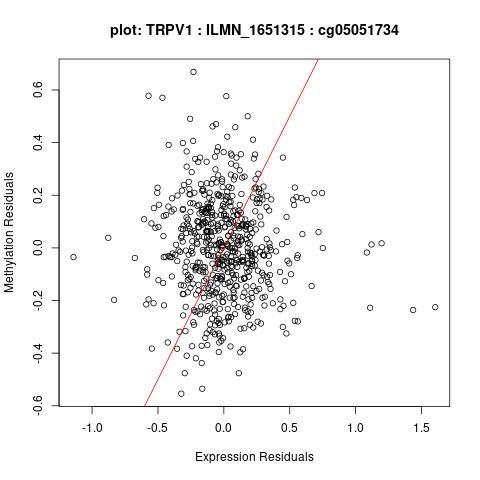 plot: TRPV1 : ILMN_1651315 : cg05051734
Methylation Residuals
0.6
0.4
0.2
0.0
-0.2
-0.4
-0.6
-1.0 -0.5 0.0 0.5 1.0 1.5
Expression Residuals